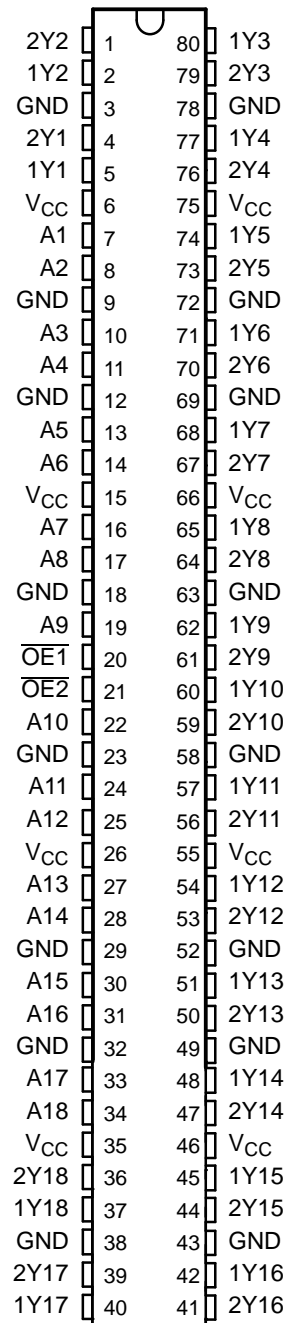 2Y2 1 80 1Y3
1Y2 2 79 2Y3
GND 3 78 GND
2Y1 4 77 1Y4
1Y1 5 76 2Y4
VCC 6 75 VCC
A1 7 74 1Y5
A2 8 73 2Y5
GND 9 72 GND
A3 10 71 1Y6
A4 11 70 2Y6
GND 12 69 GND
A5 13 68 1Y7
A6 14 67 2Y7
VCC 15 66 VCC
A7 16 65 1Y8
A8 17 64 2Y8
GND 18 63 GND
A9 19 62 1Y9
OE1 20 61 2Y9
OE2 21 60 1Y10
A10 22 59 2Y10
GND 23 58 GND
A11 24 57 1Y11
A12 25 56 2Y11
VCC 26 55 VCC
A13 27 54 1Y12
A14 28 53 2Y12
GND 29 52 GND
A15 30 51 1Y13
A16 31 50 2Y13
GND 32 49 GND
A17 33 48 1Y14
A18 34 47 2Y14
VCC 35 46 VCC
2Y18 36 45 1Y15
1Y18 37 44 2Y15
GND 38 43 GND
2Y17 39 42 1Y16
1Y17 40 41 2Y16